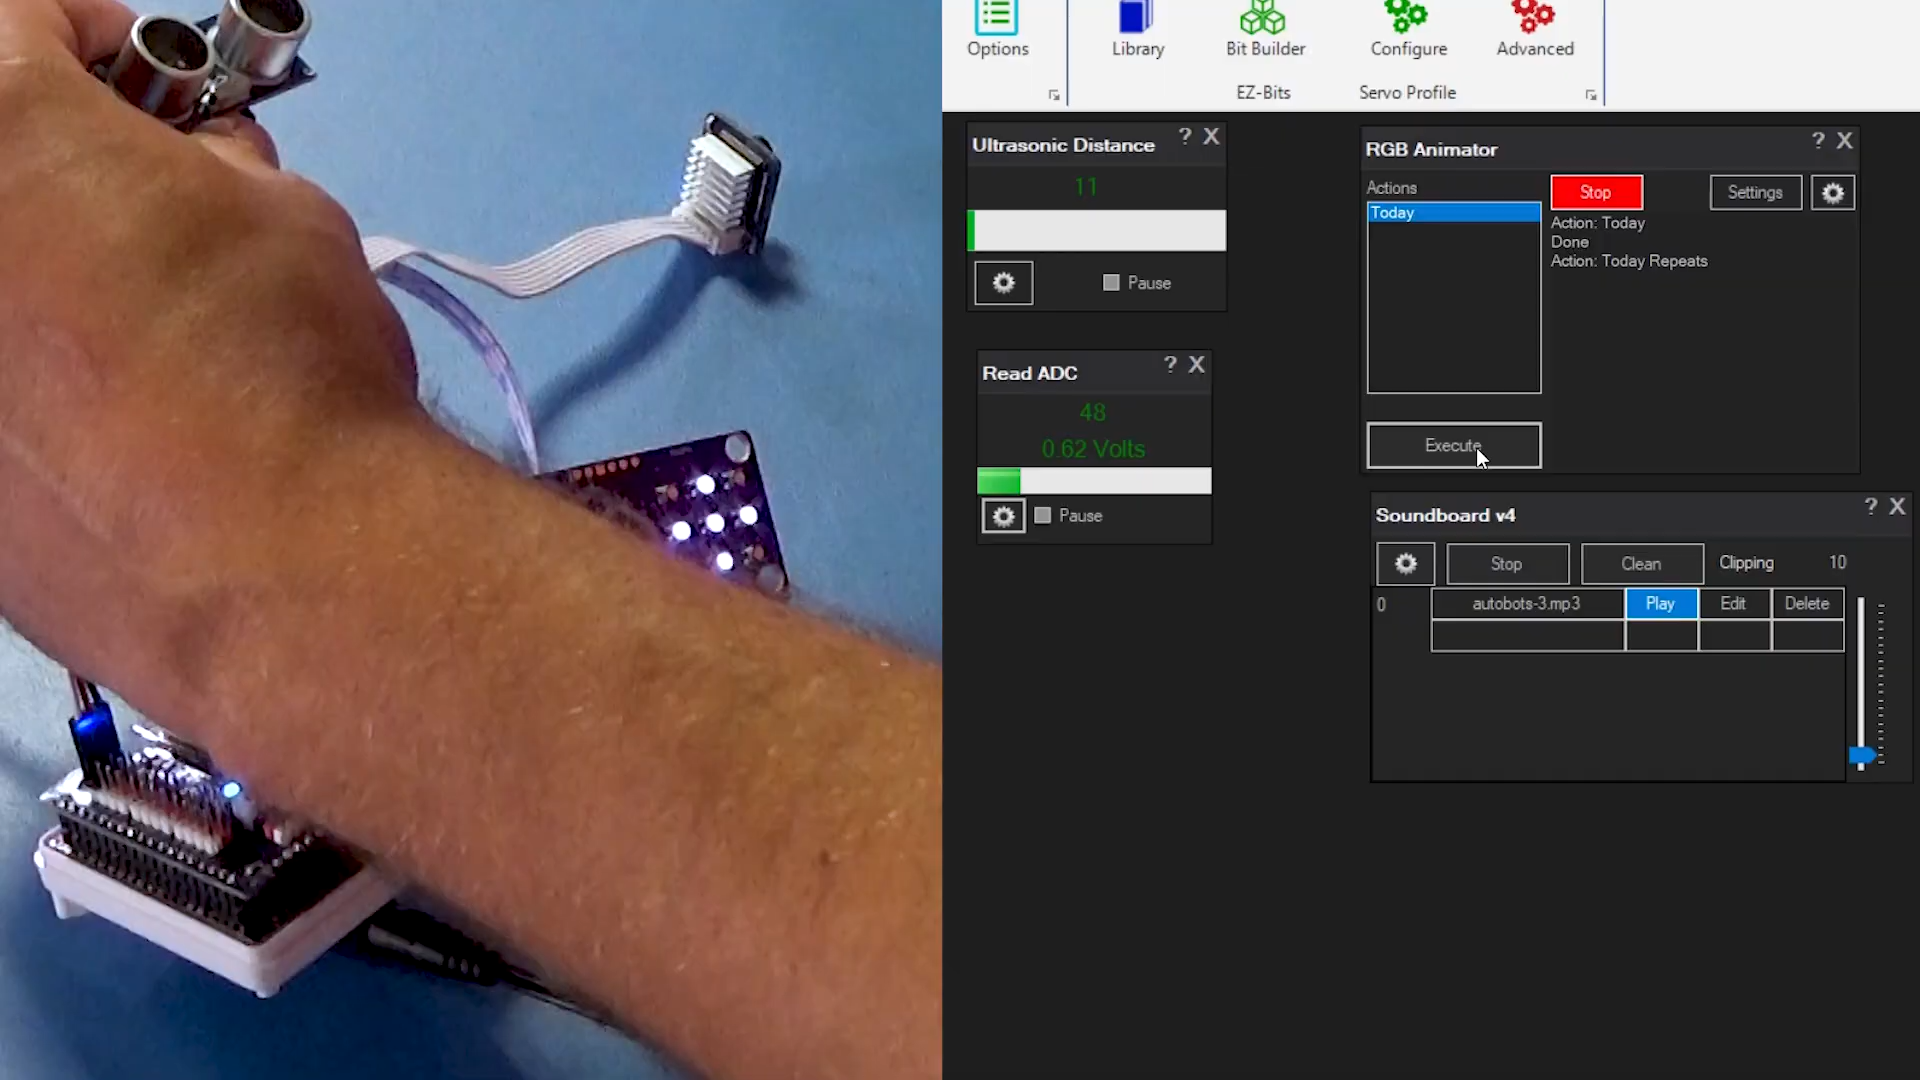 Options
Library
Bit Builder
Configure
Advanced
EZ-Bits
Servo Profile
Ultrasonic Distance
? X
11
Pause
Read ADC
? X
48
0.62 Volts
Pause
RGB Animator
? X
Actions
Today
Stop
Settings
Action: Today
Done
Action: Today Repeats
Execute
Soundboard v4
? X
Stop
Clean
Clipping
10
0
autobots-3.mp3
Play
Edit
Delete